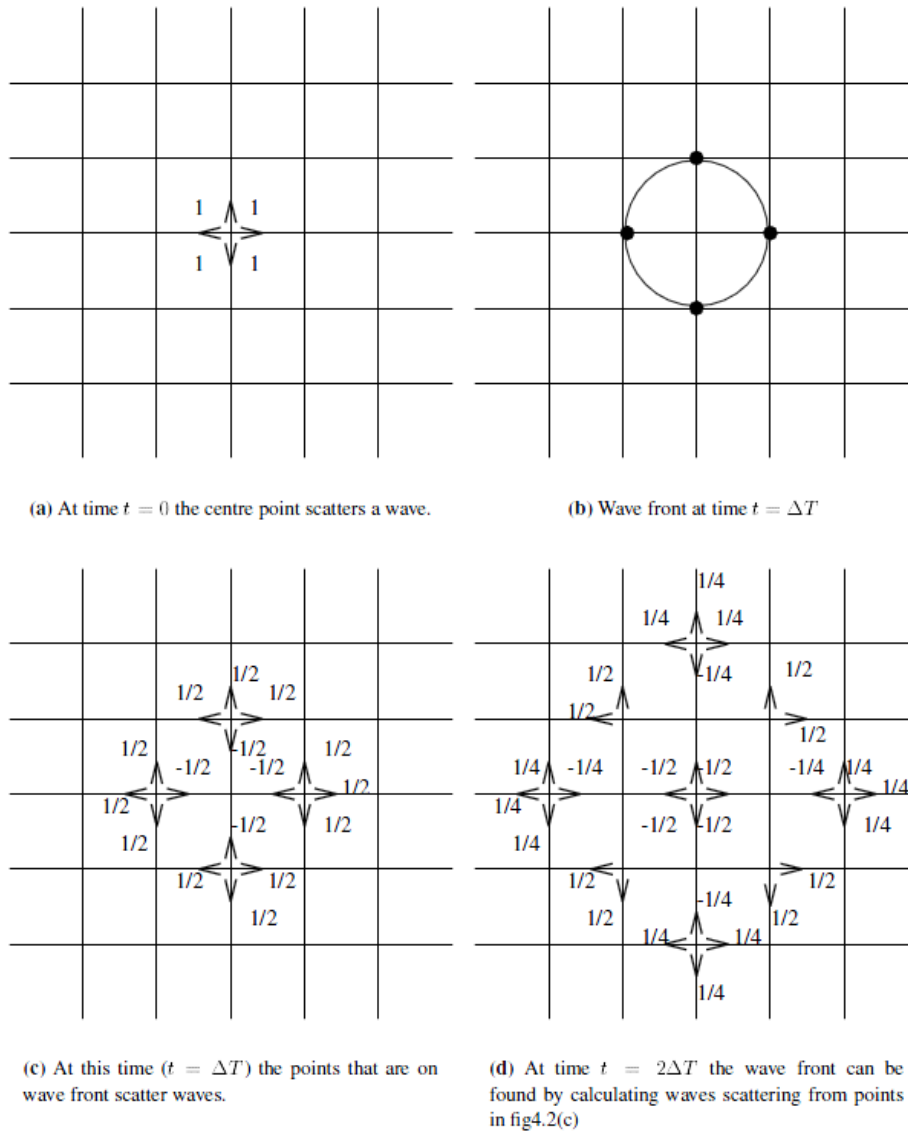 1 1
1 1
(a) At time t = 0 the centre point scatters a wave.
(b) Wave front at time t = ΔT
1/2
1/2 1/2
-1/2
1/2 -1/2 -1/2 1/2
1/2 1/2
-1/2
1/2 1/2
1/2 1/2
1/2
1/4
1/4 1/4
-1/4
1/2 1/2
1/2 1/2
1/4 -1/4 -1/2 -1/2 -1/4 1/4
1/4 1/4
1/4 -1/2 -1/2 1/4
1/2 1/2
-1/4
1/2 1/2
1/4 1/4
1/4
(c) At this time (t = ΔT) the points that are on
wave front scatter waves.
(d) At time t = 2ΔT the wave front can be
found by calculating waves scattering from points
in fig4.2(c)